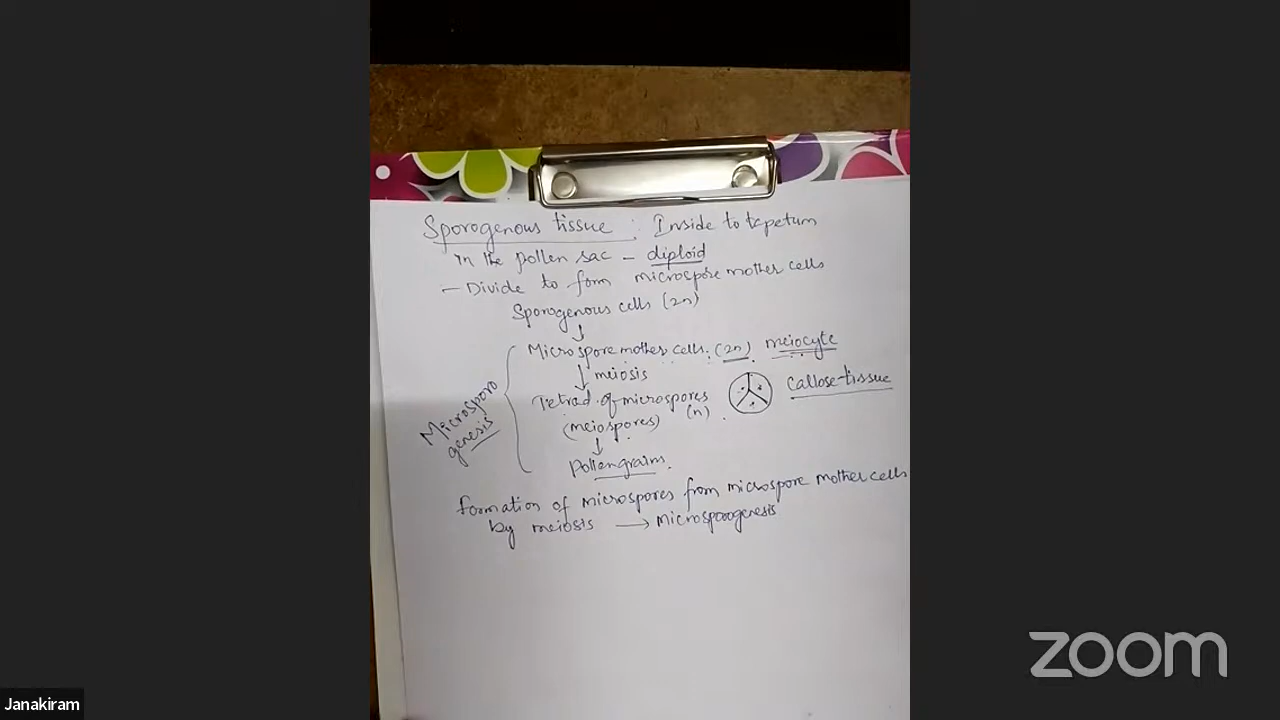 Sporogenous tissue : Inside to tapetum
in the pollen sac - diploid
- Divide to form microspore mother cells
Sporogenous cells (2n)
↓
Microspore mother cells. (2n). meiocyte
↓ meiosis
Tetrad of microspores (n).
callose-tissue
(meiospores)
↓
Pollengrains.
Microsporo
genesis
Formation of microspores from microspore mother cells
by meiosis → microsporogenesis
zoom
Janakiram